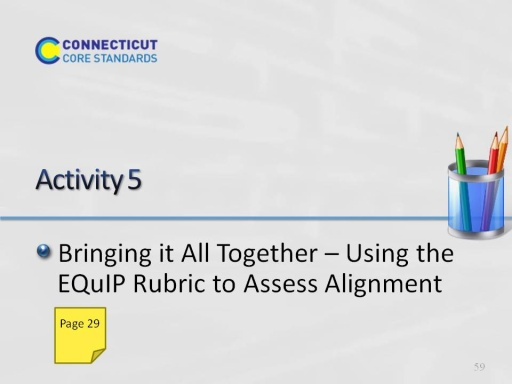 CONNECTICUT
CORE STANDARDS
Activity 5
Bringing it All Together – Using the
EQuIP Rubric to Assess Alignment
Page 29
59